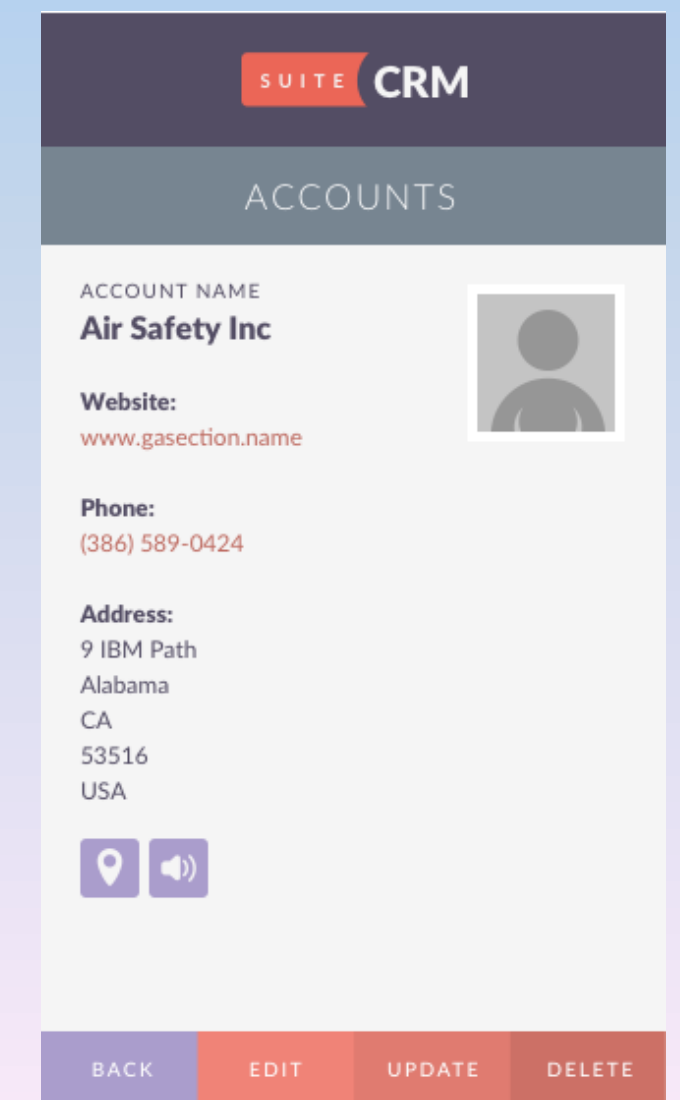 SUITE CRM
ACCOUNTS
ACCOUNT NAME
Air Safety Inc
Website:
www.gasection.name
Phone:
(386) 589-0424
Address:
9 IBM Path
Alabama
CA
53516
USA
BACK EDIT UPDATE DELETE